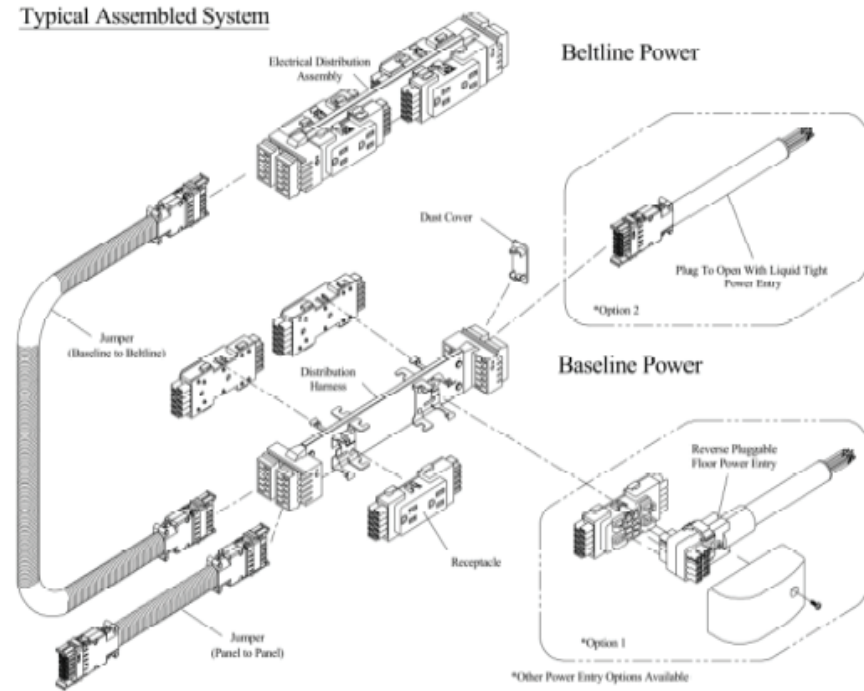 Typical Assembled System
Electrical Distribution
Assembly
Beltline Power
Dust Cover
Plug To Open With Liquid Tight
Power Entry
*Option 2
Jumper
(Baseline to Beltline)
Distribution
Harness
Baseline Power
Reverse Pluggable
Floor Power Entry
Receptacle
Jumper
(Panel to Panel)
*Option 1
*Other Power Entry Options Available